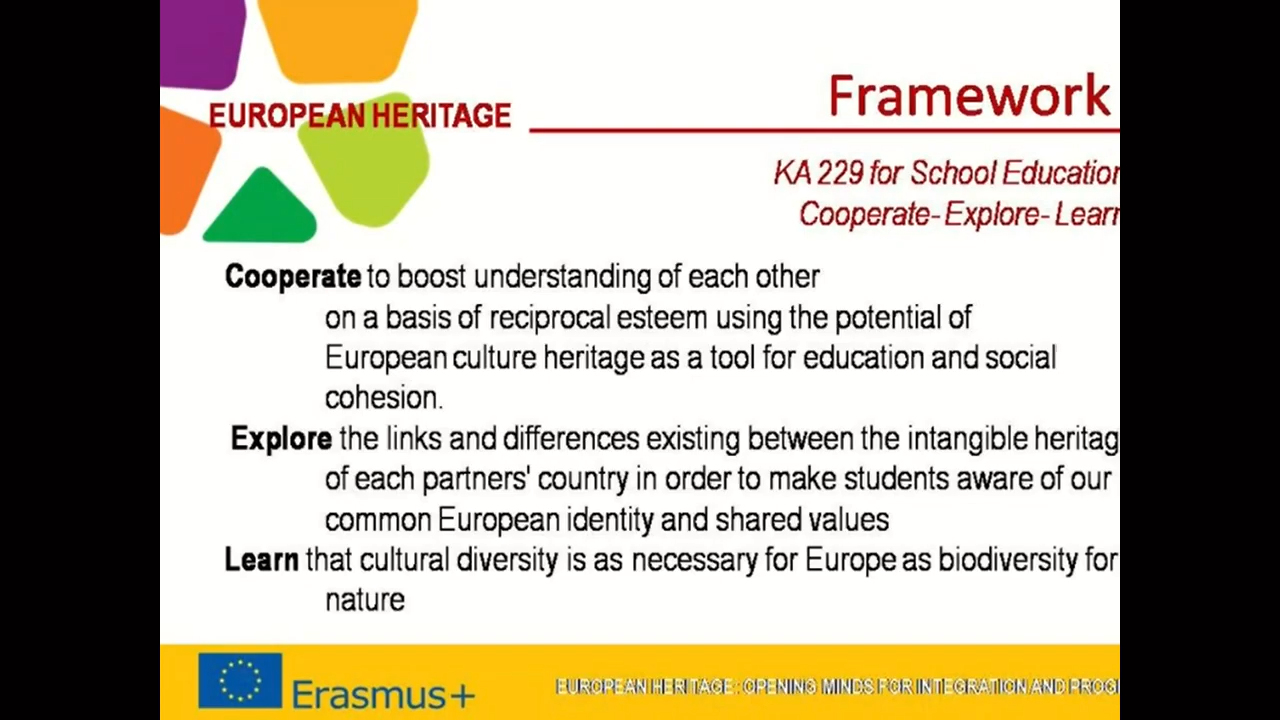 Framework
EUROPEAN HERITAGE
KA 229 for School Education
Cooperate- Explore- Learn
Cooperate to boost understanding of each other
on a basis of reciprocal esteem using the potential of
European culture heritage as a tool for education and social
cohesion.
Explore the links and differences existing between the intangible heritag
of each partners' country in order to make students aware of our
common European identity and shared values
Learn that cultural diversity is as necessary for Europe as biodiversity for
nature
Erasmus+
EUROPEAN HERITAGE : OPENING MINDS FOR INTEGRATION AND PROG